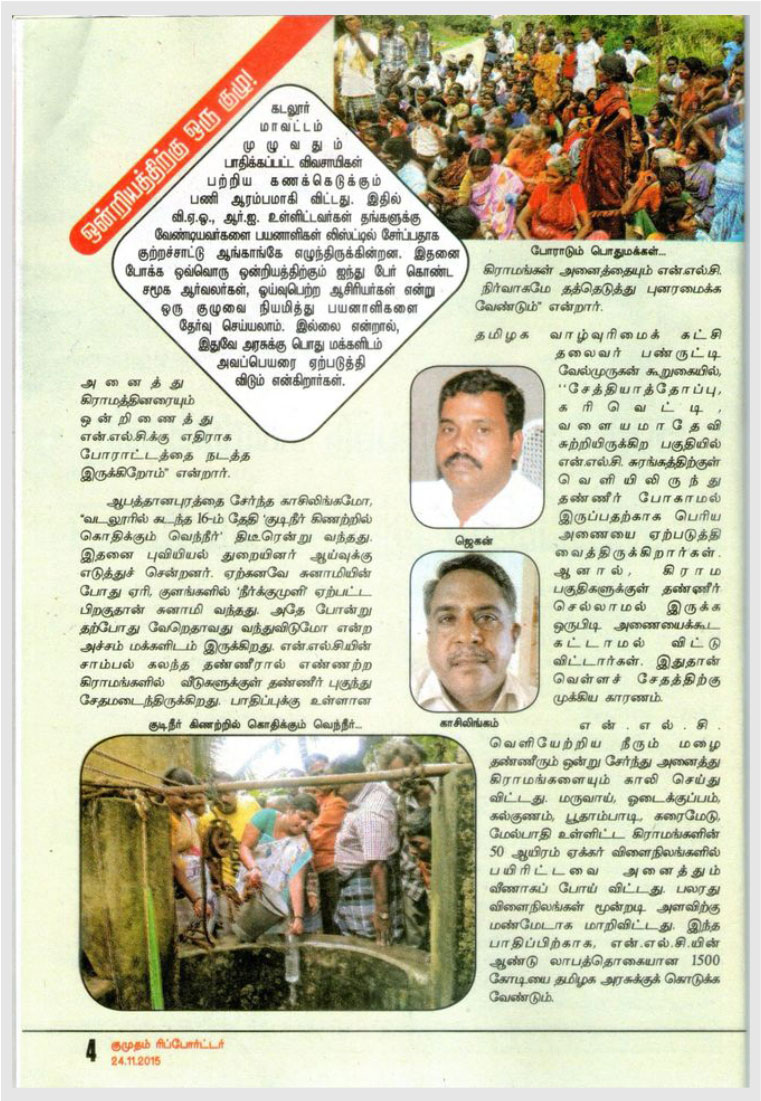 ஒன்றியத்திற்கு ஒரு குழு!
கடலூர்
மாவட்டம்
முழுவதும்
பாதிக்கப்பட்ட விவசாயிகள்
பற்றிய கணக்கெடுக்கும்
பணி ஆரம்பமாகி விட்டது. இதில்
வி.ஏ.ஓ., ஆர்.ஐ. உள்ளிட்டவர்கள் தங்களுக்கு
வேண்டியவர்களை பயனாளிகள் லிஸ்ட்டில் சேர்ப்பதாக
குற்றச்சாட்டு ஆங்காங்கே எழுந்திருக்கின்றன. இதனை
போக்க ஒவ்வொரு ஒன்றியத்திற்கும் ஐந்து பேர் கொண்ட
சமூக ஆர்வலர்கள், ஓய்வுபெற்ற ஆசிரியர்கள் என்று
ஒரு குழுவை நியமித்து பயனாளிகளை
தேர்வு செய்யலாம். இல்லை என்றால்,
இதுவே அரசுக்கு பொது மக்களிடம்
அவப்பெயரை ஏற்படுத்தி
விடும் என்கிறார்கள்.
அனைத்து
கிராமத்தினரையும்
ஒன்றிணைத்து
என்.எல்.சி.க்கு எதிராக
போராட்டத்தை நடத்த
இருக்கிறோம்" என்றார்.
ஆபத்தானபுரத்தை சேர்ந்த காசிலிங்கமோ,
"வடலூரில் கடந்த 16-ம் தேதி 'குடிநீர் கிணற்றில்
கொதிக்கும் வெந்நீர்' திடீரென்று வந்தது.
இதனை புவியியல் துறையினர் ஆய்வுக்கு
எடுத்துச் சென்றனர். ஏற்கனவே சுனாமியின்
போது ஏரி, குளங்களில் 'நீர்க்குமுளி' ஏற்பட்ட
பிறகுதான் சுனாமி வந்தது. அதே போன்று
தற்போது வேறெதாவது வந்துவிடுமோ என்ற
அச்சம் மக்களிடம் இருக்கிறது. என்.எல்.சியின்
சாம்பல் கலந்த தண்ணீரால் எண்ணற்ற
கிராமங்களில் வீடுகளுக்குள் தண்ணீர் புகுந்து
சேதமடைந்திருக்கிறது. பாதிப்புக்கு உள்ளான
குடிநீர் கிணற்றில் கொதிக்கும் வெந்நீர்...
போராடும் பொதுமக்கள்...
கிராமங்கள் அனைத்தையும் என்.எல்.சி.
நிர்வாகமே தத்தெடுத்து புனரமைக்க
வேண்டும்" என்றார்.
தமிழக வாழ்வுரிமைக் கட்சி
தலைவர் பண்ருட்டி
வேல்முருகன் கூறுகையில்,
"சேத்தியாத்தோப்பு,
கரிவெட்டி,
வளையமாதேவி
சுற்றியிருக்கிற பகுதியில்
என்.எல்.சி. சுரங்கத்திற்குள்
வெளியிலிருந்து
தண்ணீர் போகாமல்
இருப்பதற்காக பெரிய
அணையை ஏற்படுத்தி
வைத்திருக்கிறார்கள்.
ஆனால், கிராம
பகுதிகளுக்குள் தண்ணீர்
செல்லாமல் இருக்க
ஒருபிடி அணையைக்கூட
கட்டாமல் விட்டு
விட்டார்கள். இதுதான்
வெள்ளச் சேதத்திற்கு
முக்கிய காரணம்.
ஜெகன்
காசிலிங்கம்
என்.எல்.சி.
வெளியேற்றிய நீரும் மழை
தண்ணீரும் ஒன்று சேர்ந்து அனைத்து
கிராமங்களையும் காலி செய்து
விட்டது. மருவாய், ஓடைக்குப்பம்,
கல்குணம், பூதாம்பாடி, கரைமேடு,
மேல்பாதி உள்ளிட்ட கிராமங்களின்
50 ஆயிரம் ஏக்கர் விளைநிலங்களில்
பயிரிட்டவை அனைத்தும்
வீணாகப் போய் விட்டது. பலரது
விளைநிலங்கள் மூன்றடி அளவிற்கு
மண்மேடாக மாறிவிட்டது. இந்த
பாதிப்பிற்காக, என்.எல்.சி.யின்
ஆண்டு லாபத்தொகையான 1500
கோடியை தமிழக அரசுக்குக் கொடுக்க
வேண்டும்.
4 குமுதம் ரிப்போர்ட்டர்
24.11.2015